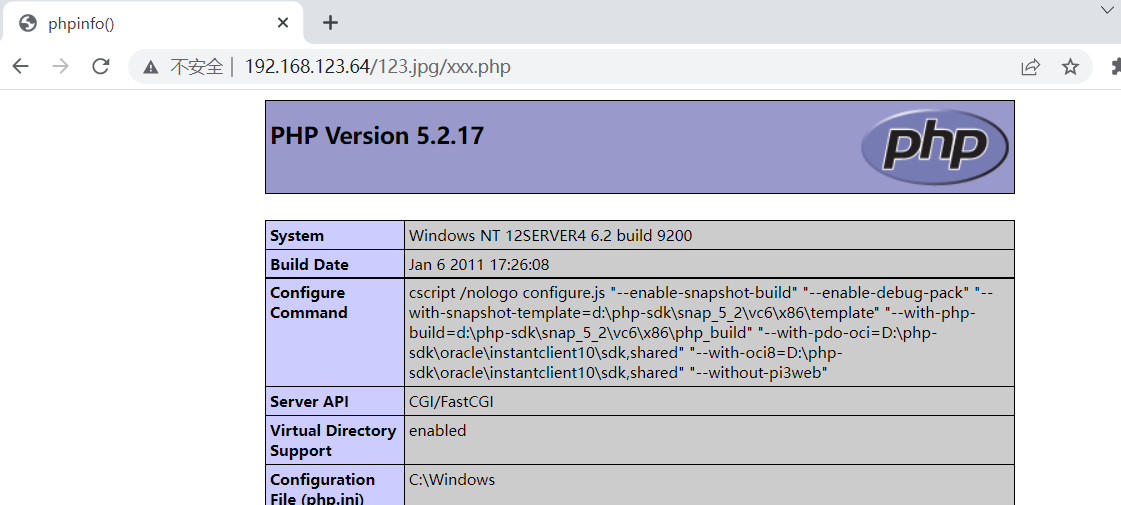 phpinfo()
不安全 | 192.168.123.64/123.jpg/xxx.php
PHP Version 5.2.17
php
System
Windows NT 12SERVER4 6.2 build 9200
Build Date
Jan 6 2011 17:26:08
Configure
Command
cscript /nologo configure.js "--enable-snapshot-build" "--enable-debug-pack" "--
with-snapshot-template=d:\php-sdk\snap_5_2\vc6\x86\template" "--with-php-
build=d:\php-sdk\snap_5_2\vc6\x86\php_build" "--with-pdo-oci=D:\php-
sdk\oracle\instantclient10\sdk,shared" "--with-oci8=D:\php-
sdk\oracle\instantclient10\sdk,shared" "--without-pi3web"
Server API
CGI/FastCGI
Virtual Directory
Support
enabled
Configuration
File (php.ini)
C:\Windows